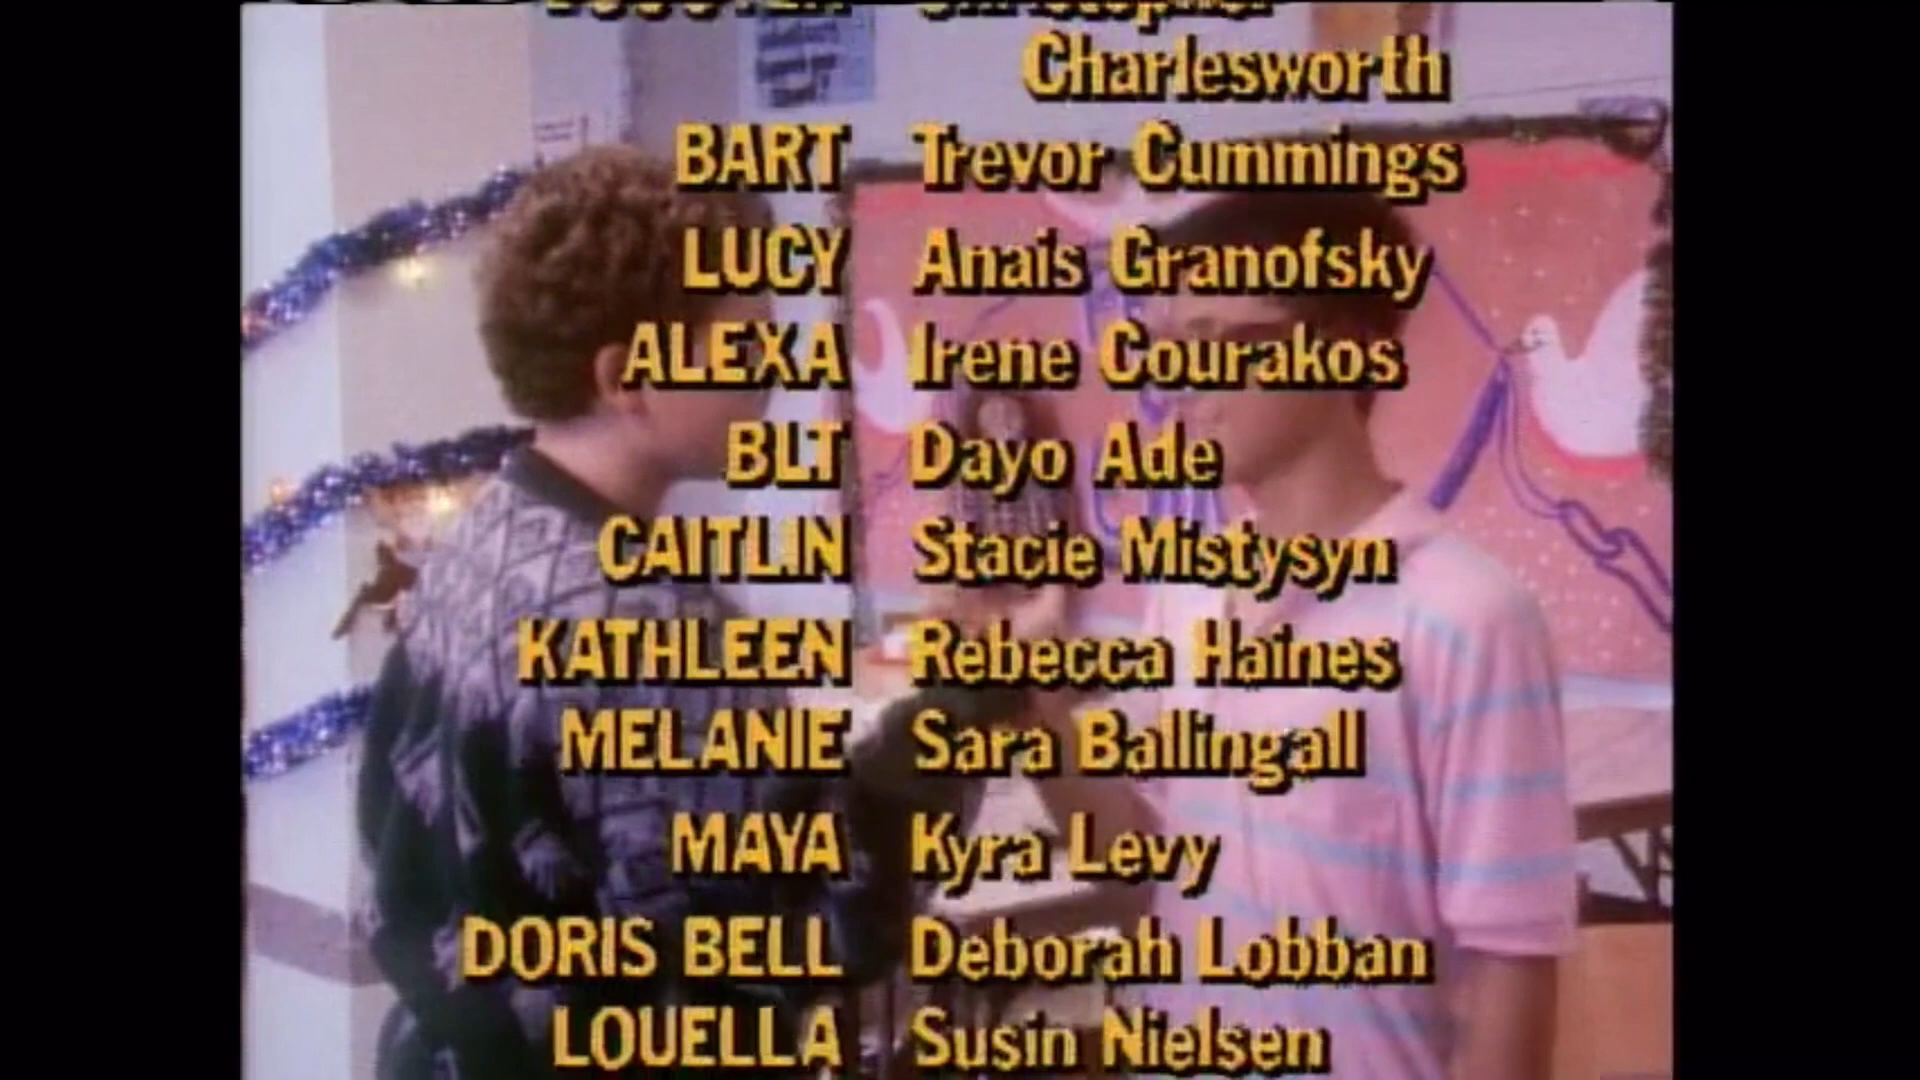 Charlesworth
BART Trevor Cummings
LUCY Anais Granofsky
ALEXA Irene Courakos
BLT Dayo Ade
CAITLIN Stacie Mistysyn
KATHLEEN Rebecca Haines
MELANIE Sara Ballingall
MAYA Kyra Levy
DORIS BELL Deborah Lobban
LOUELLA Susin Nielsen